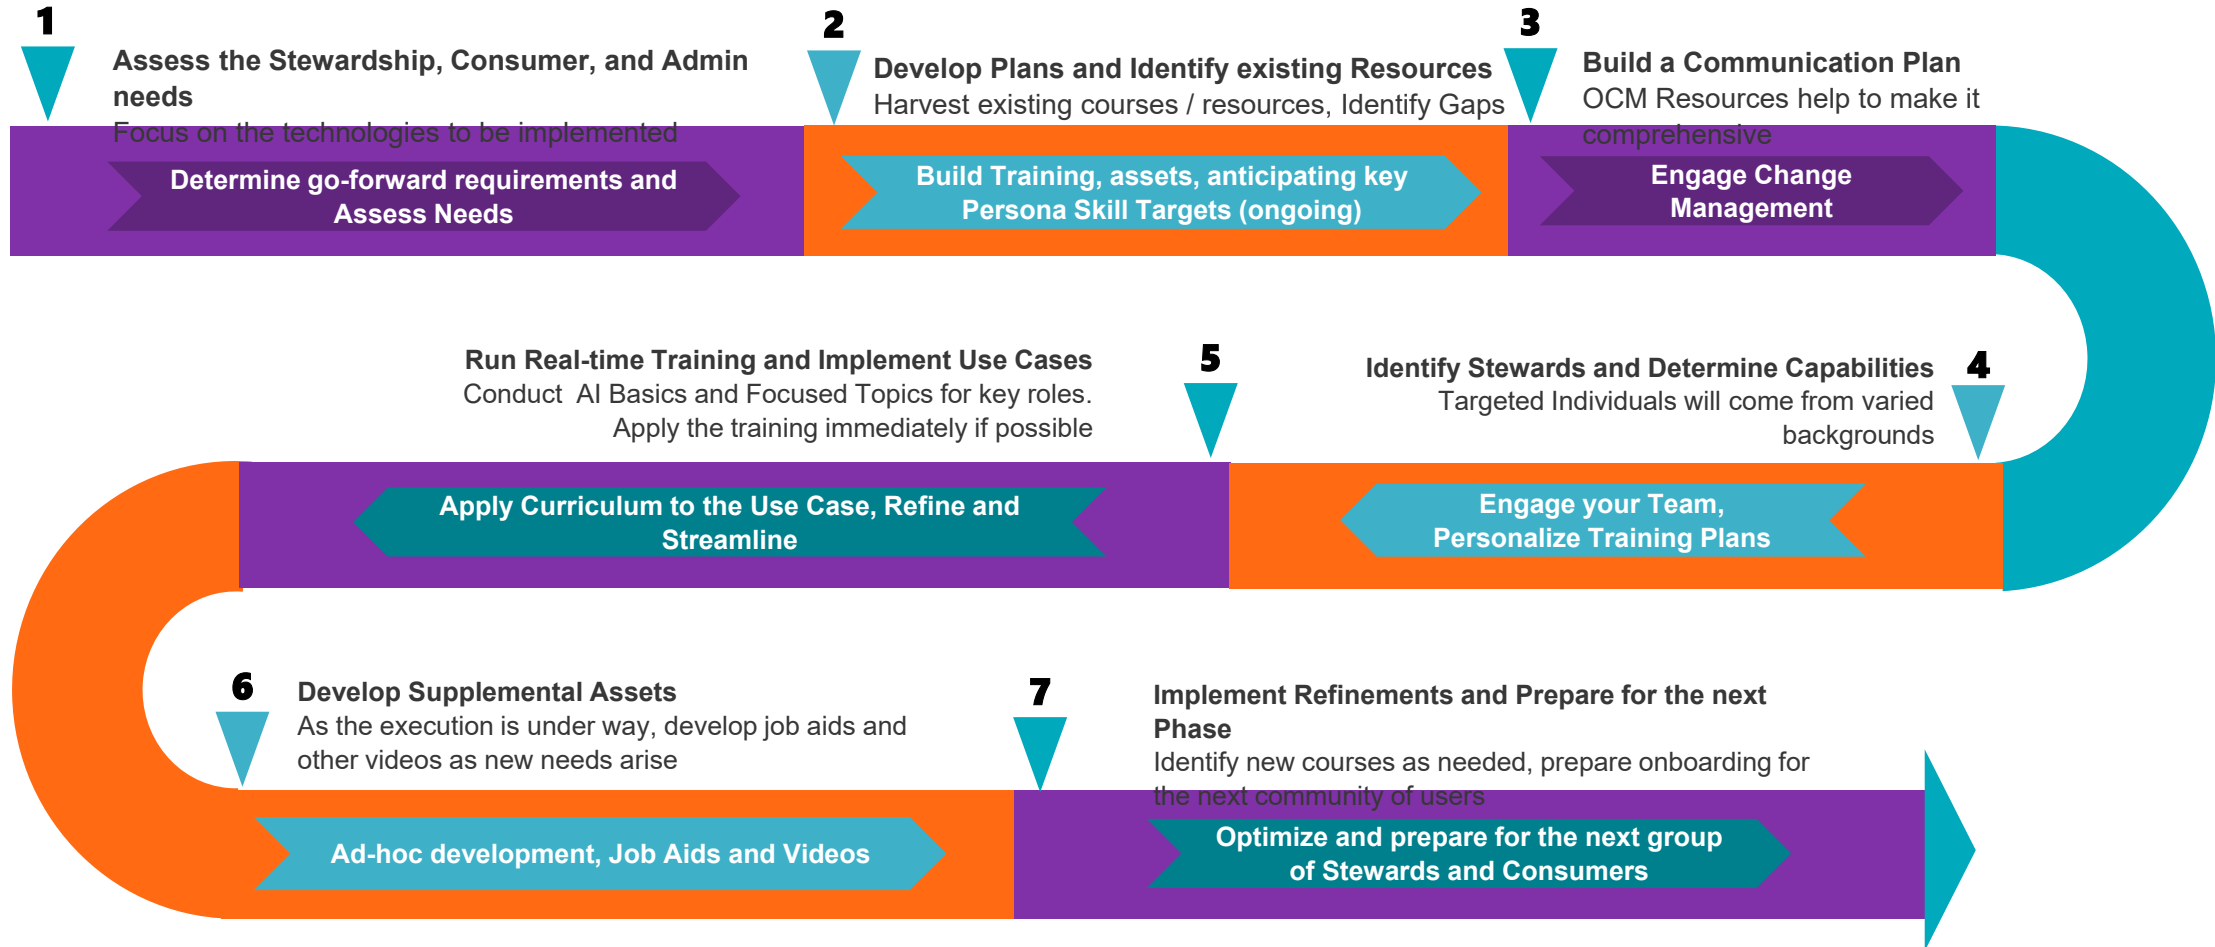 1
Assess the Stewardship, Consumer, and Admin
needs
Focus on the technologies to be implemented
Determine go-forward requirements and
Assess Needs
2
Develop Plans and Identify existing Resources
Harvest existing courses / resources, Identify Gaps
Build Training, assets, anticipating key
Persona Skill Targets (ongoing)
3
Build a Communication Plan
OCM Resources help to make it
comprehensive
Engage Change
Management
4
Identify Stewards and Determine Capabilities
Targeted Individuals will come from varied
backgrounds
Engage your Team,
Personalize Training Plans
5
Run Real-time Training and Implement Use Cases
Conduct AI Basics and Focused Topics for key roles.
Apply the training immediately if possible
Apply Curriculum to the Use Case, Refine and
Streamline
6
Develop Supplemental Assets
As the execution is under way, develop job aids and
other videos as new needs arise
Ad-hoc development, Job Aids and Videos
7
Implement Refinements and Prepare for the next
Phase
Identify new courses as needed, prepare onboarding for
the next community of users
Optimize and prepare for the next group
of Stewards and Consumers